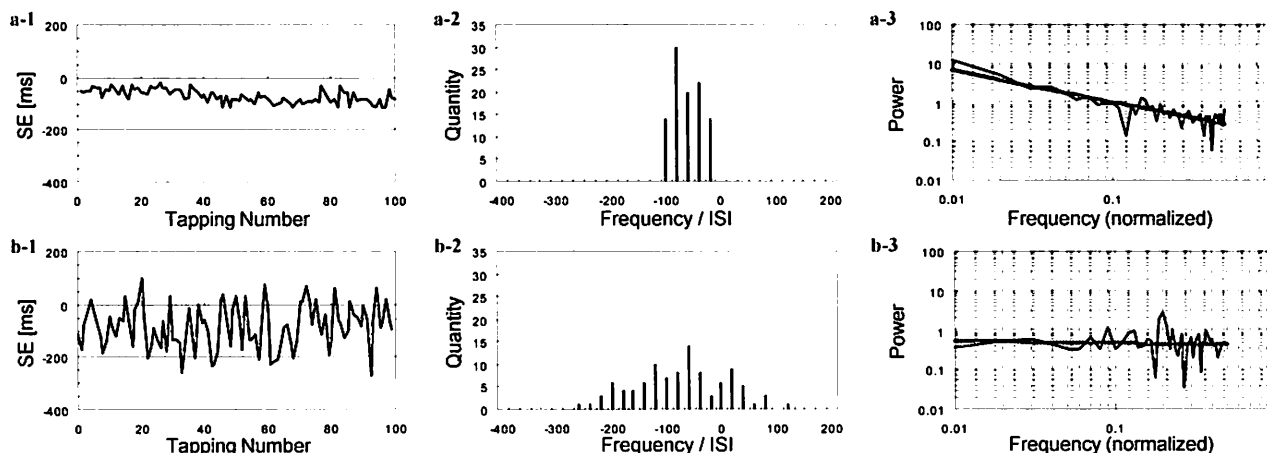 a-1
200
0
-200
-400
SE [ms]
0 20 40 60 80 100
Tapping Number
a-2
35
30
25
20
15
10
5
0
Quantity
-400 -300 -200 -100 0 100 200
Frequency / ISI
a-3
100
10
1
0.1
0.01
Power
0.01 0.1
Frequency (normalized)
b-1
200
0
-200
-400
SE [ms]
0 20 40 60 80 100
Tapping Number
b-2
35
30
25
20
15
10
5
0
Quantity
-400 -300 -200 -100 0 100 200
Frequency / ISI
b-3
100
10
1
0.1
0.01
Power
0.01 0.1
Frequency (normalized)